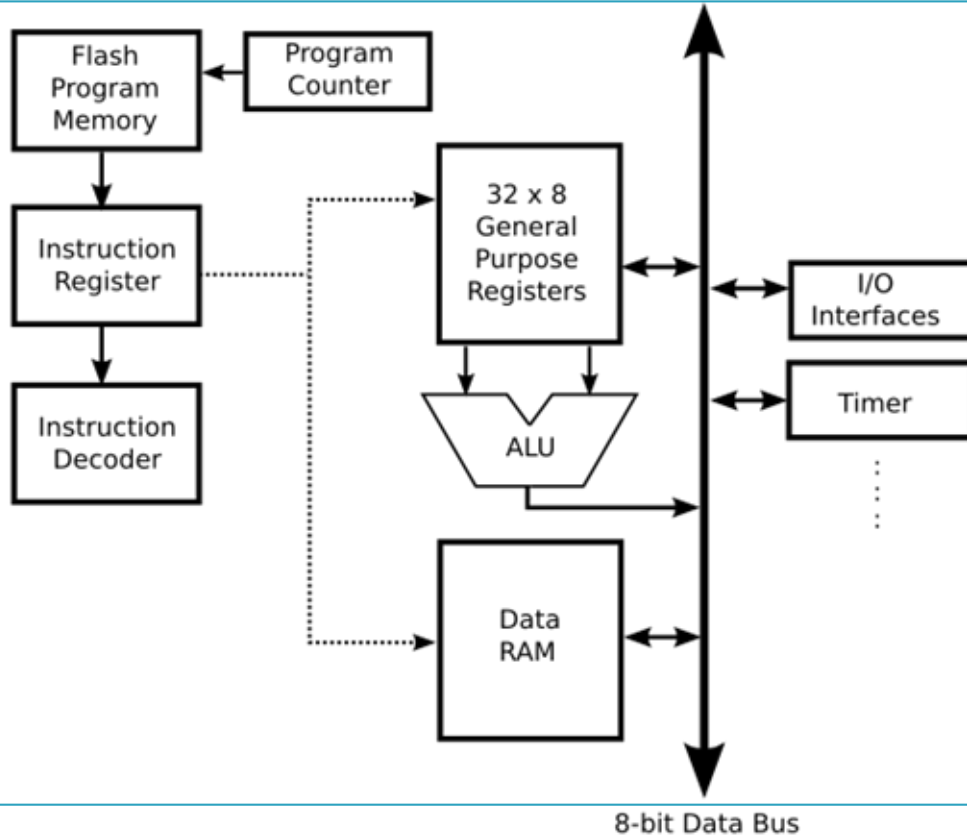 Flash
Program
Memory
Program
Counter
Instruction
Register
Instruction
Decoder
32 x 8
General
Purpose
Registers
ALU
Data
RAM
I/O
Interfaces
Timer
8-bit Data Bus